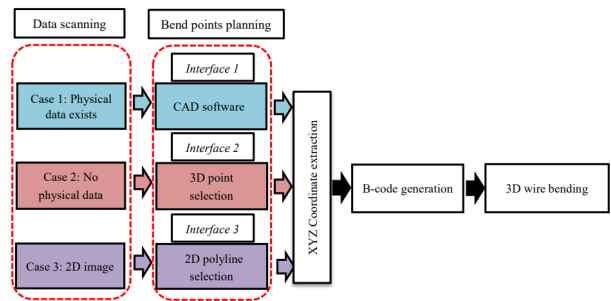 Data scanning
Bend points planning
Interface 1
Case 1: Physical
data exists
CAD software
Interface 2
Case 2: No
physical data
3D point
selection
Interface 3
Case 3: 2D image
2D polyline
selection
XYZ Coordinate extraction
B-code generation
3D wire bending